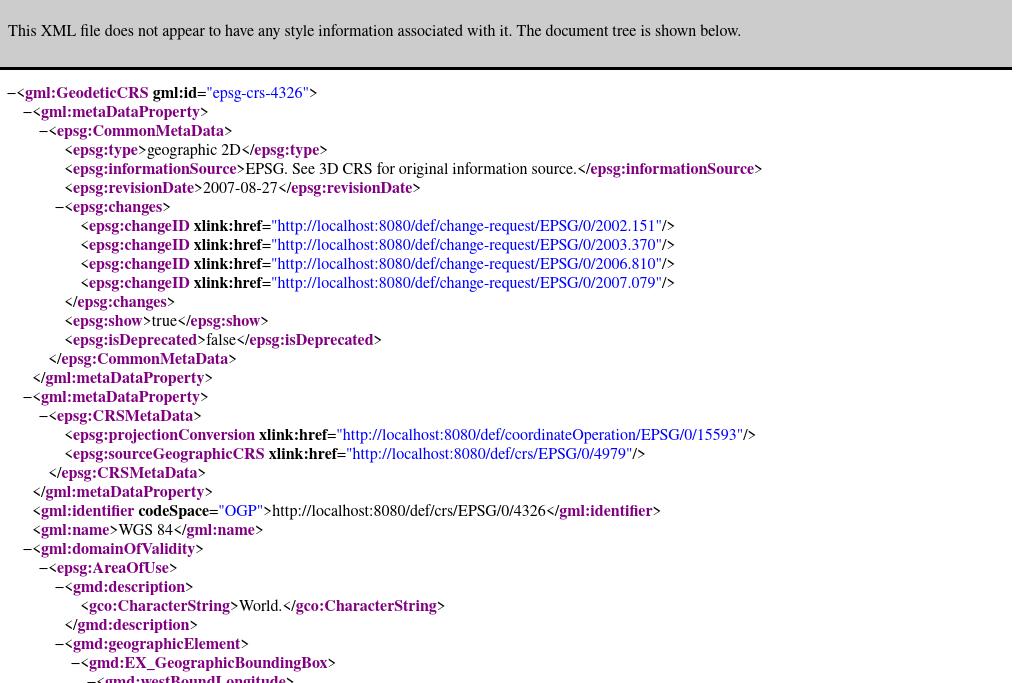 This XML file does not appear to have any style information associated with it. The document tree is shown below.
−<gml:GeodeticCRS gml:id="epsg-crs-4326">
−<gml:metaDataProperty>
−<epsg:CommonMetaData>
<epsg:type>geographic 2D</epsg:type>
<epsg:informationSource>EPSG. See 3D CRS for original information source.</epsg:informationSource>
<epsg:revisionDate>2007-08-27</epsg:revisionDate>
−<epsg:changes>
<epsg:changeID xlink:href="http://localhost:8080/def/change-request/EPSG/0/2002.151"/>
<epsg:changeID xlink:href="http://localhost:8080/def/change-request/EPSG/0/2003.370"/>
<epsg:changeID xlink:href="http://localhost:8080/def/change-request/EPSG/0/2006.810"/>
<epsg:changeID xlink:href="http://localhost:8080/def/change-request/EPSG/0/2007.079"/>
</epsg:changes>
<epsg:show>true</epsg:show>
<epsg:isDeprecated>false</epsg:isDeprecated>
</epsg:CommonMetaData>
</gml:metaDataProperty>
−<gml:metaDataProperty>
−<epsg:CRSMetaData>
<epsg:projectionConversion xlink:href="http://localhost:8080/def/coordinateOperation/EPSG/0/15593"/>
<epsg:sourceGeographicCRS xlink:href="http://localhost:8080/def/crs/EPSG/0/4979"/>
</epsg:CRSMetaData>
</gml:metaDataProperty>
<gml:identifier codeSpace="OGP">http://localhost:8080/def/crs/EPSG/0/4326</gml:identifier>
<gml:name>WGS 84</gml:name>
−<gml:domainOfValidity>
−<epsg:AreaOfUse>
−<gmd:description>
<gco:CharacterString>World.</gco:CharacterString>
</gmd:description>
−<gmd:geographicElement>
−<gmd:EX_GeographicBoundingBox>
−<gmd:westBoundLongitude>